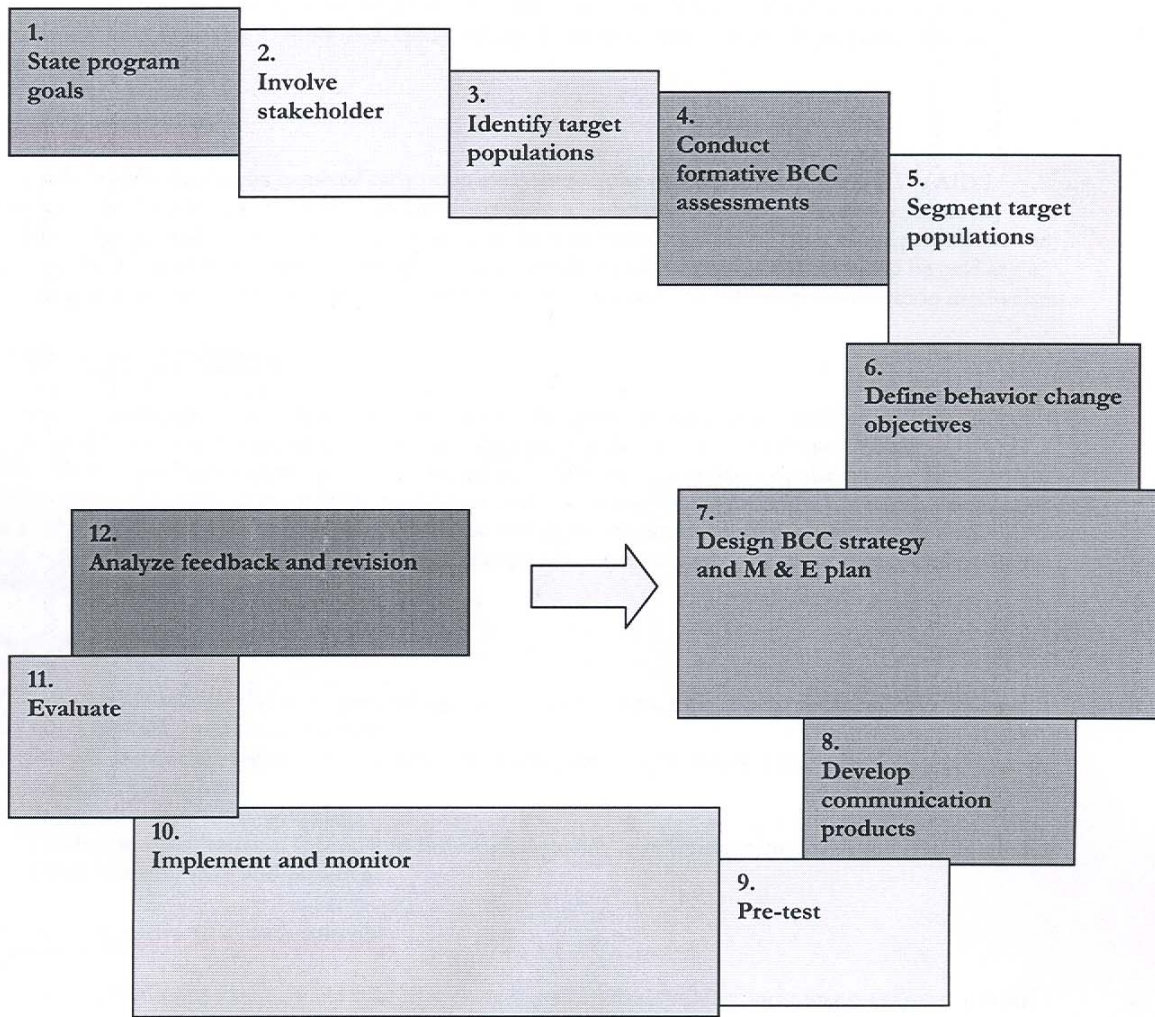 1.
State program
goals
2.
Involve
stakeholder
3.
Identify target
populations
4.
Conduct
formative BCC
assessments
5.
Segment target
populations
6.
Define behavior change
objectives
7.
Design BCC strategy
and M & E plan
8.
Develop
communication
products
9.
Pre-test
10.
Implement and monitor
11.
Evaluate
12.
Analyze feedback and revision